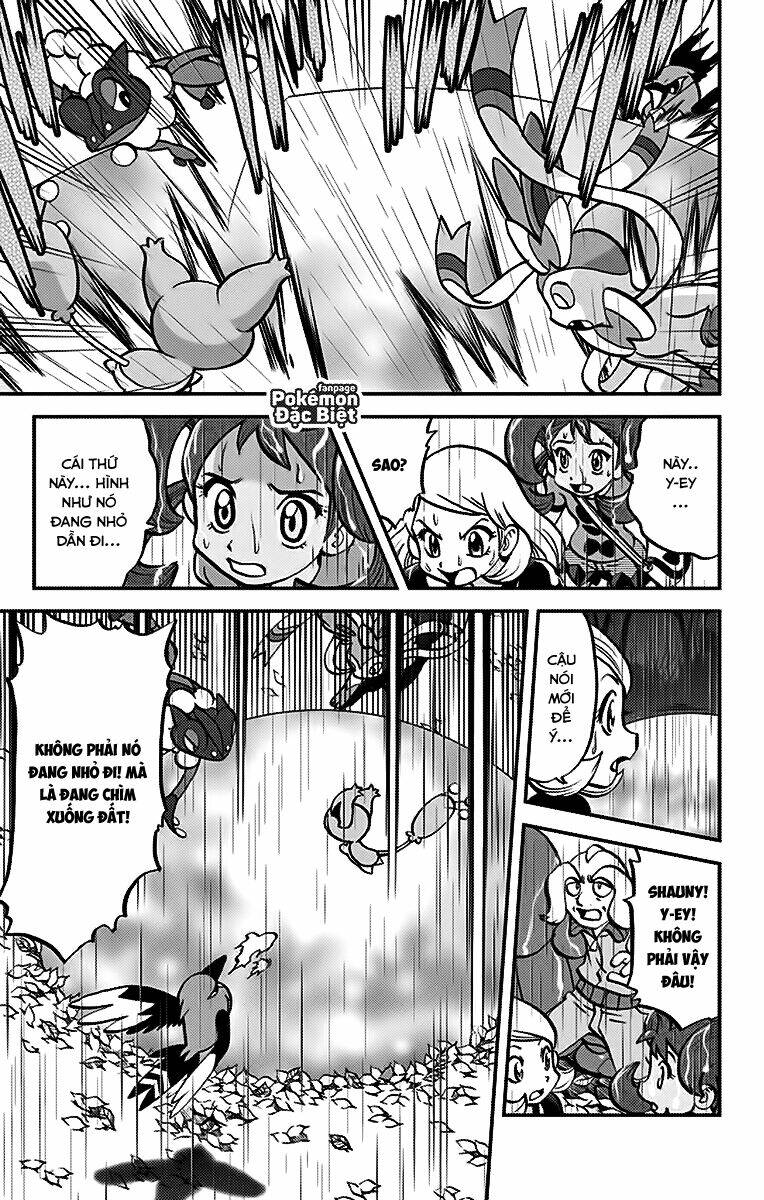 fanpage
Pokémon
Đặc Biệt
NÀY..
Y-EY
...
SAO?
CÁI THỨ
NÀY... HÌNH
NHƯ NÓ
ĐANG NHỎ
DẦN ĐI...
CẬU
NÓI
MỚI
ĐỂ
Ý...
SHAUNY!
Y-EY!
KHÔNG
PHẢI VẬY
ĐÂU!
KHÔNG PHẢI NÓ
ĐANG NHỎ ĐI! MÀ
LÀ ĐANG CHÌM
XUỐNG ĐẤT!